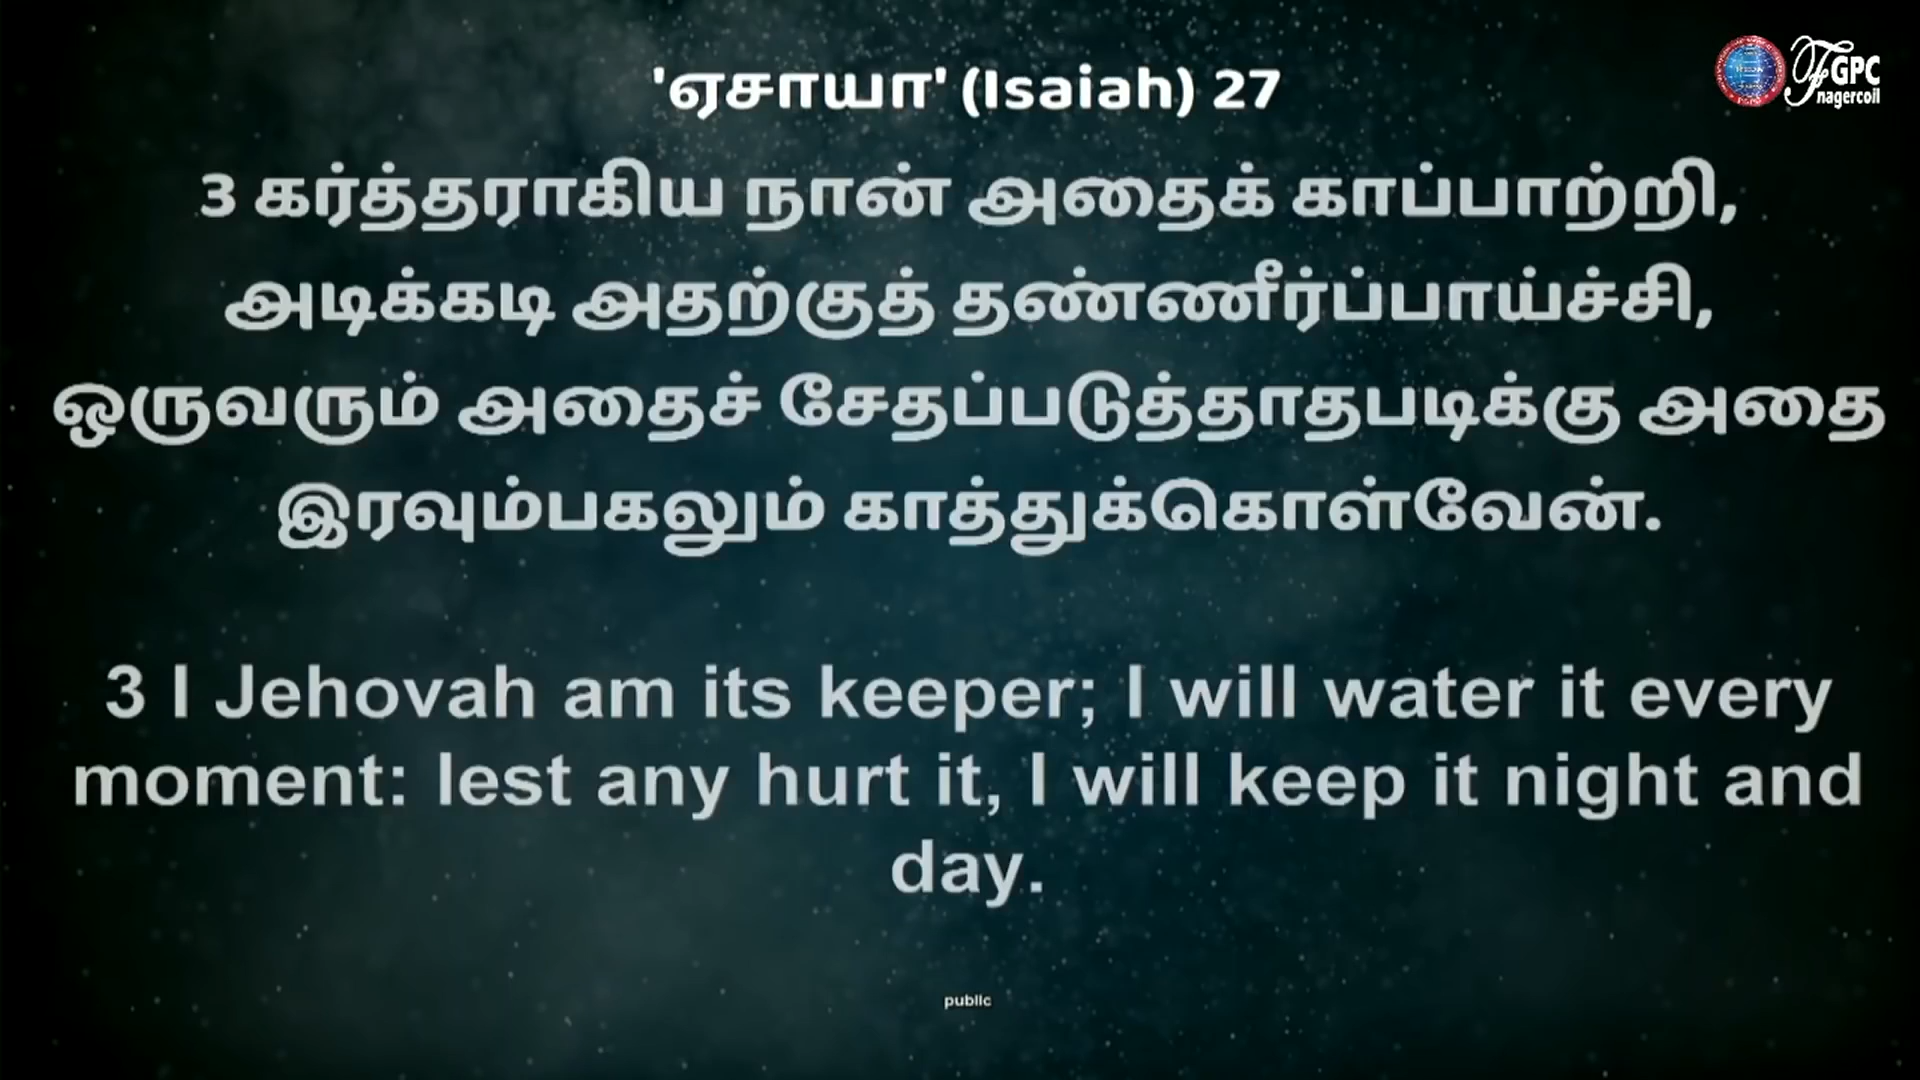 'ஏசாயா' (Isaiah) 27
FGPC
nagercoil
3 கர்த்தராகிய நான் அதைக் காப்பாற்றி,
அடிக்கடி அதற்குத் தண்ணீர்ப்பாய்ச்சி,
ஒருவரும் அதைச் சேதப்படுத்தாதபடிக்கு அதை
இரவும்பகலும் காத்துக்கொள்வேன்.
3 I Jehovah am its keeper; I will water it every
moment: lest any hurt it, I will keep it night and
day.
public